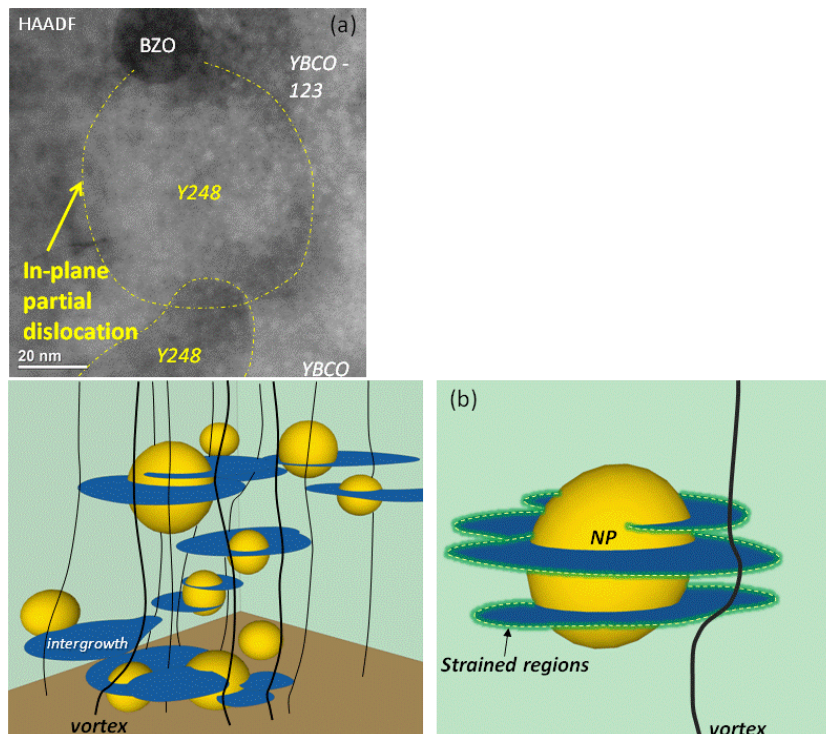 HAADF
(a)
BZO
YBCO -
123
Y248
In-plane
partial
dislocation
20 nm
Y248
YBCO
intergrowth
vortex
(b)
NP
Strained regions
vortex